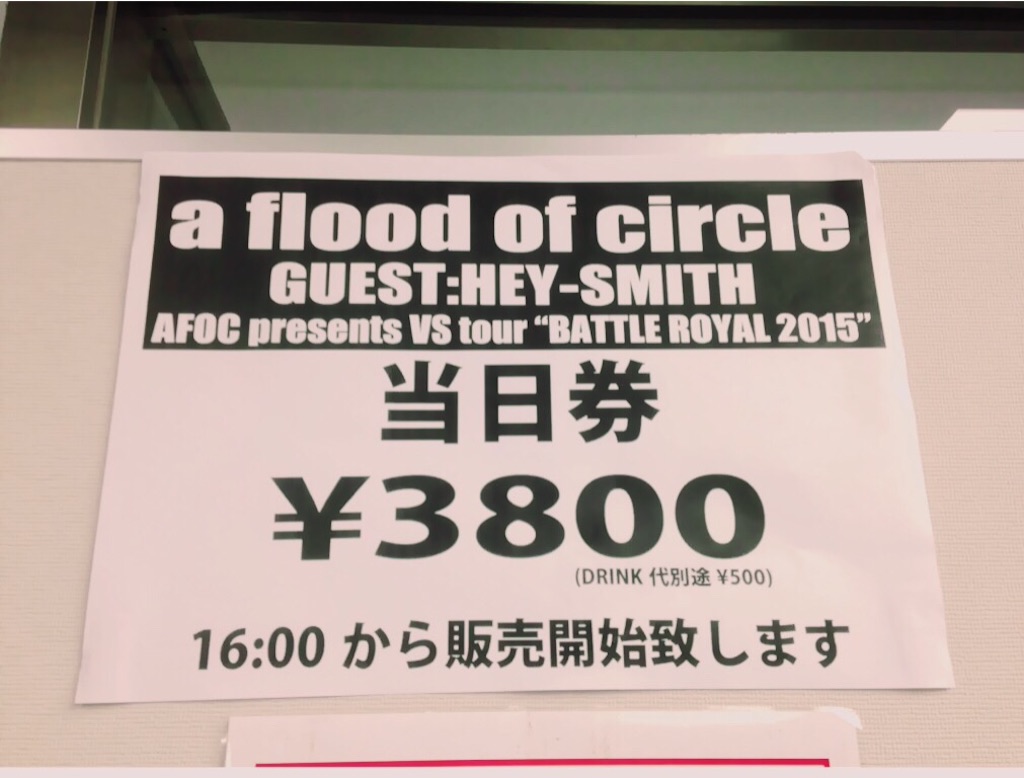 a flood of circle
GUEST:HEY-SMITH
AFOC presents VS tour “BATTLE ROYAL 2015”
当日券
¥3800
(DRINK 代別途 ¥500)
16:00 から販売開始致します